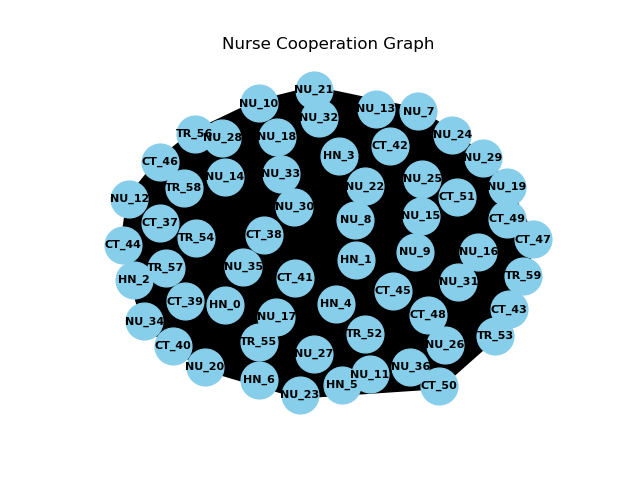 Nurse Cooperation Graph
NU_21
NU_10
NU_13
NU_7
NU_32
TR_56
NU_28
NU_18
NU_24
CT_42
HN_3
NU_29
CT_46
NU_33
NU_14
NU_25
TR_58
NU_22
NU_19
CT_51
NU_12
NU_30
NU_15
CT_49
NU_8
CT_37
CT_38
TR_54
CT_47
CT_44
NU_9
NU_16
HN_1
NU_35
TR_57
TR_59
CT_41
HN_2
NU_31
CT_45
CT_39
HN_0
HN_4
CT_43
CT_48
NU_17
NU_34
TR_52
TR_53
TR_55
NU_26
CT_40
NU_27
NU_20
NU_36
NU_11
HN_6
HN_5
CT_50
NU_23